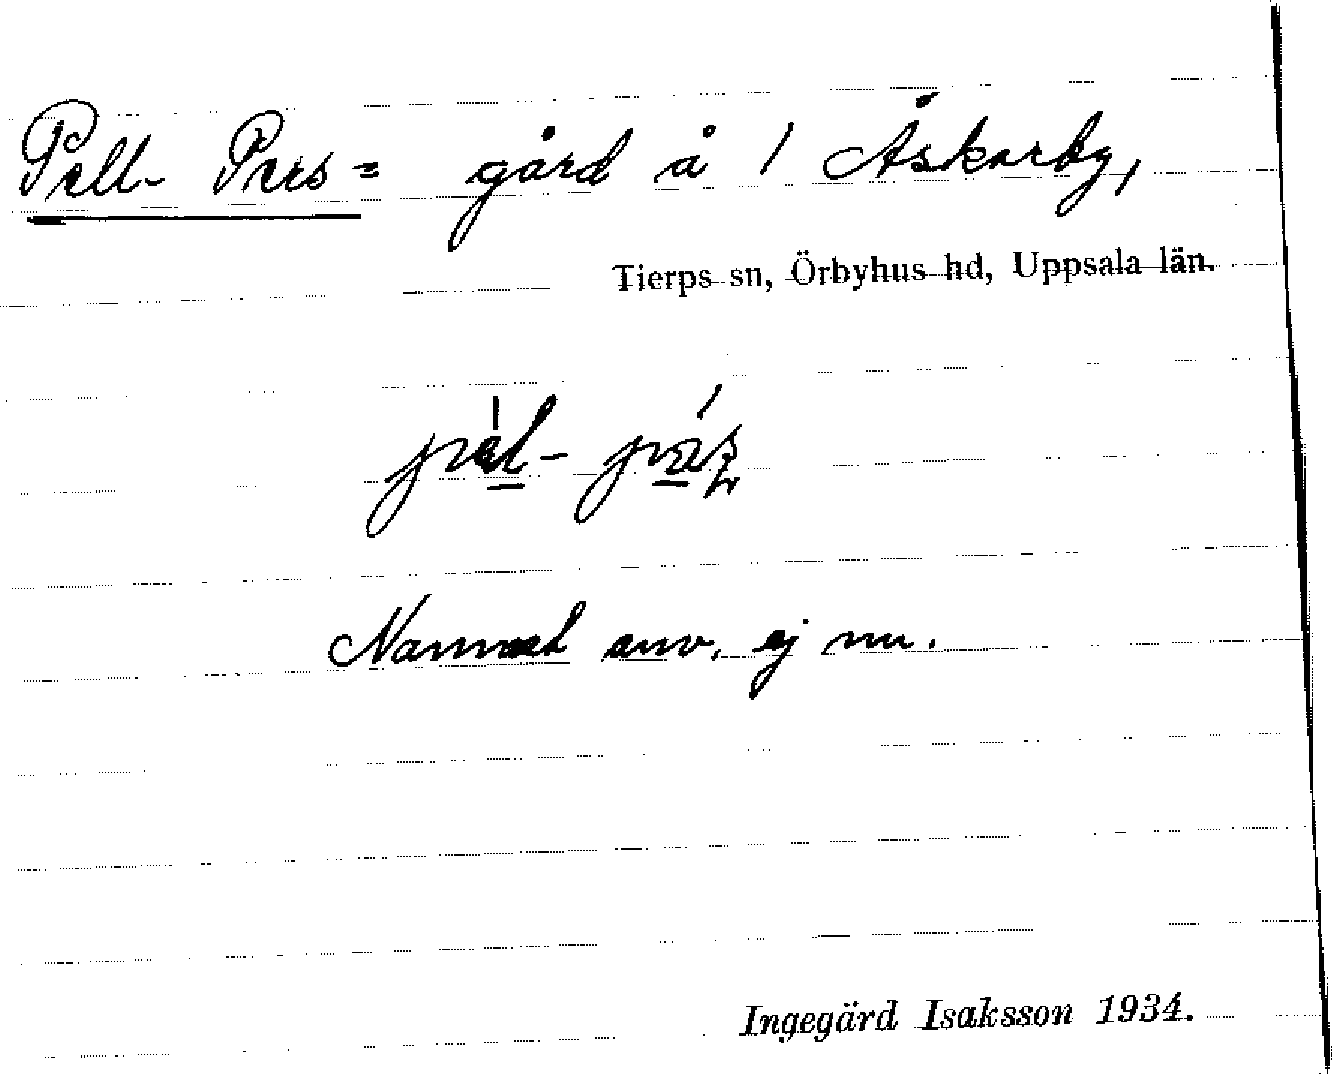 Pell- Pers = gård å 1 Åskarby,
Tierps sn, Örbyhus hd, Uppsala län.
Namnet anv. ej nu.
Ingegärd Isaksson 1934.